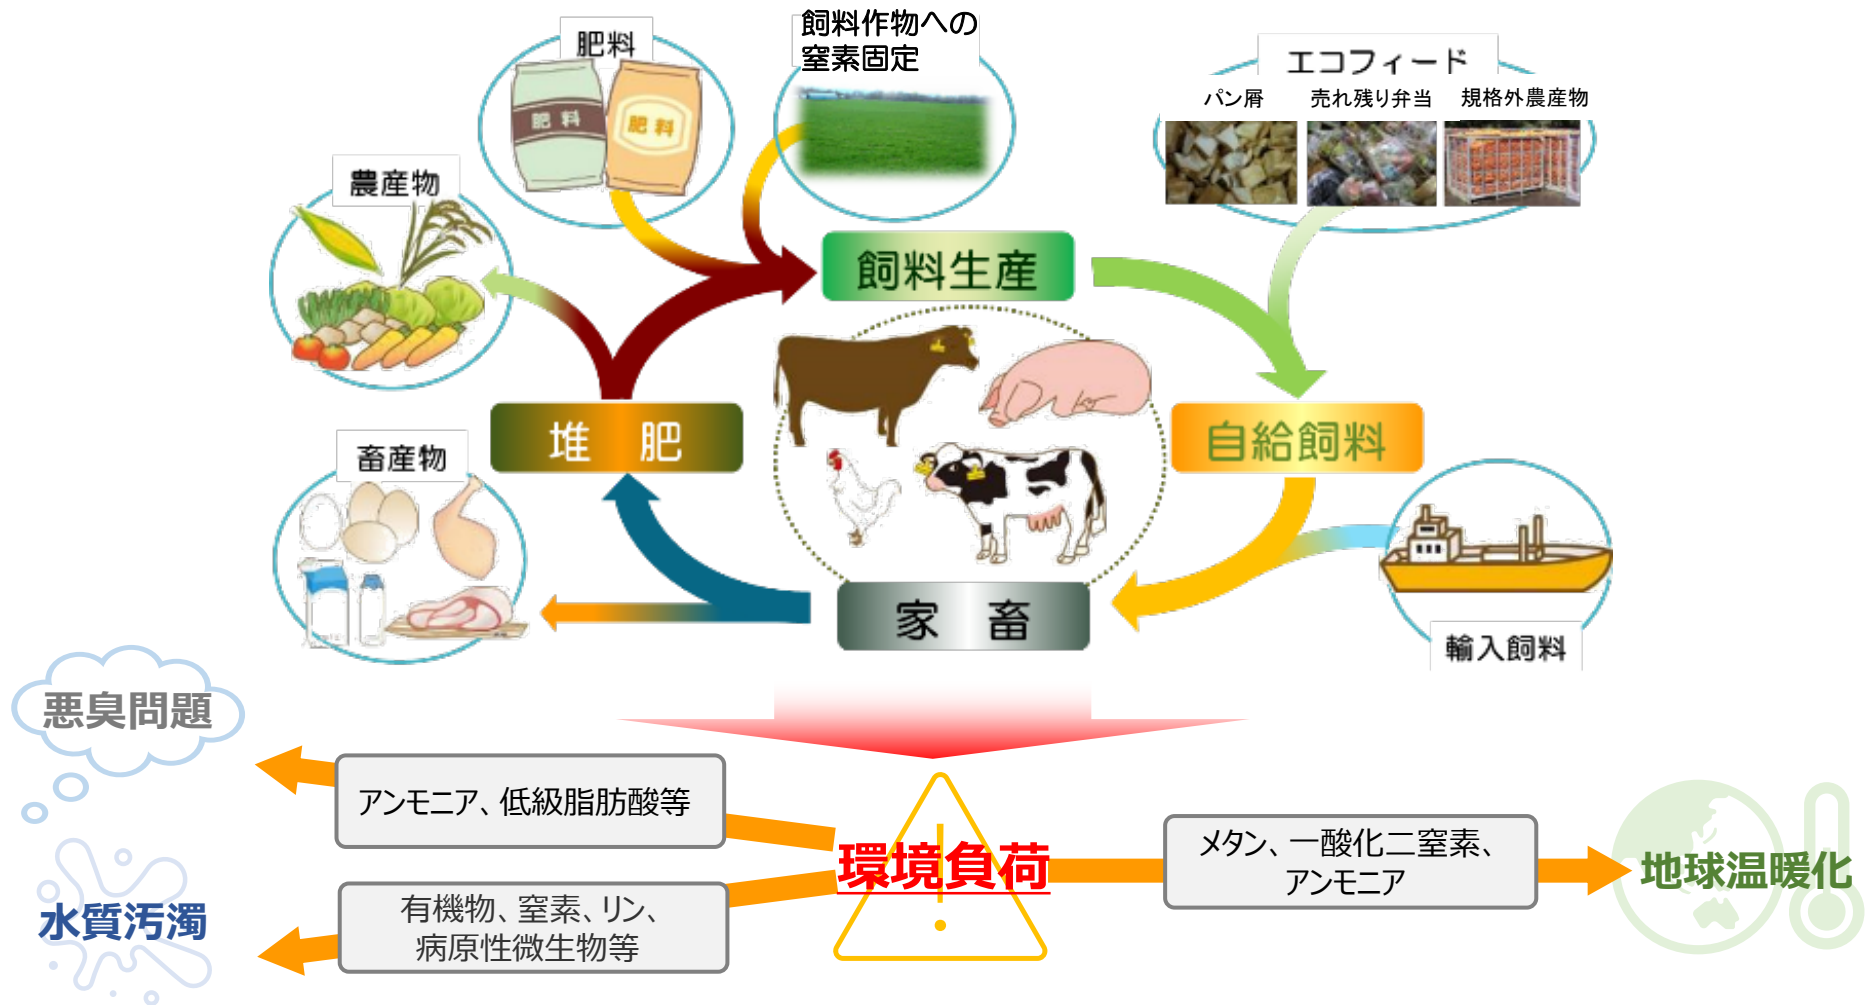 飼料作物への
窒素固定
肥料
エコフィード
パン屑
売れ残り弁当
規格外農産物
肥料
肥料
農産物
飼料生産
堆 肥
自給飼料
畜産物
家 畜
輸入飼料
悪臭問題
アンモニア、低級脂肪酸等
メタン、一酸化二窒素、
アンモニア
環境負荷
地球温暖化
水質汚濁
有機物、窒素、リン、
病原性微生物等